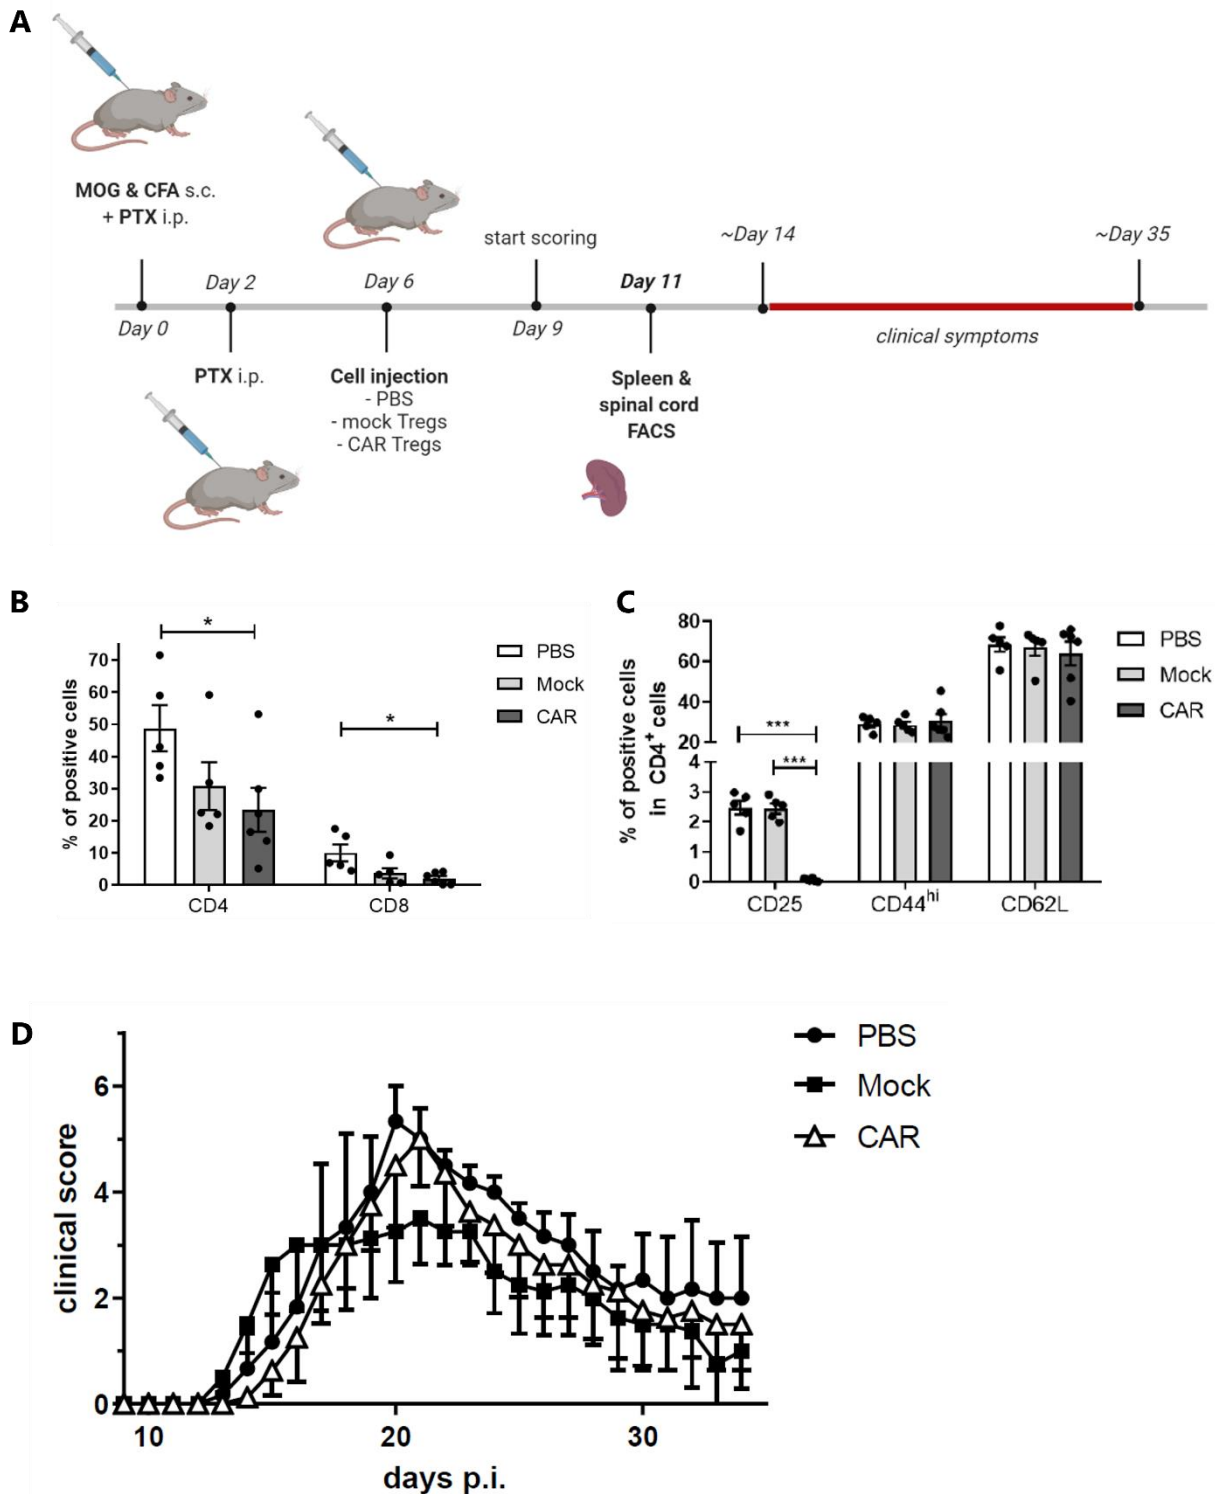 A
MOG & CFA s.c.
+ PTX i.p.
start scoring
~Day 14
~Day 35
Day 2
Day 6
Day 11
Day 0
Day 9
clinical symptoms
PTX i.p.
Cell injection
- PBS
- mock Tregs
- CAR Tregs
Spleen &
spinal cord
FACS
B
% of positive cells
70
60
50
40
30
20
10
0
*
*
CD4
CD8
PBS
Mock
CAR
C
% of positive cells
in CD4+ cells
80
60
40
20
4
3
2
1
0
***
***
CD25
CD44hi
CD62L
PBS
Mock
CAR
D
clinical score
6
4
2
0
10
20
30
days p.i.
PBS
Mock
CAR